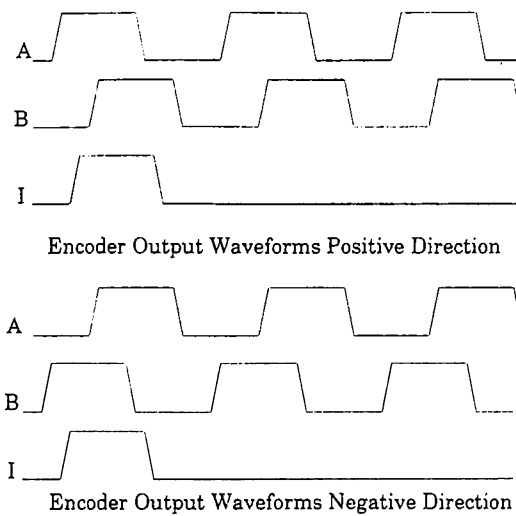 A
B
I
Encoder Output Waveforms Positive Direction
A
B
I
Encoder Output Waveforms Negative Direction